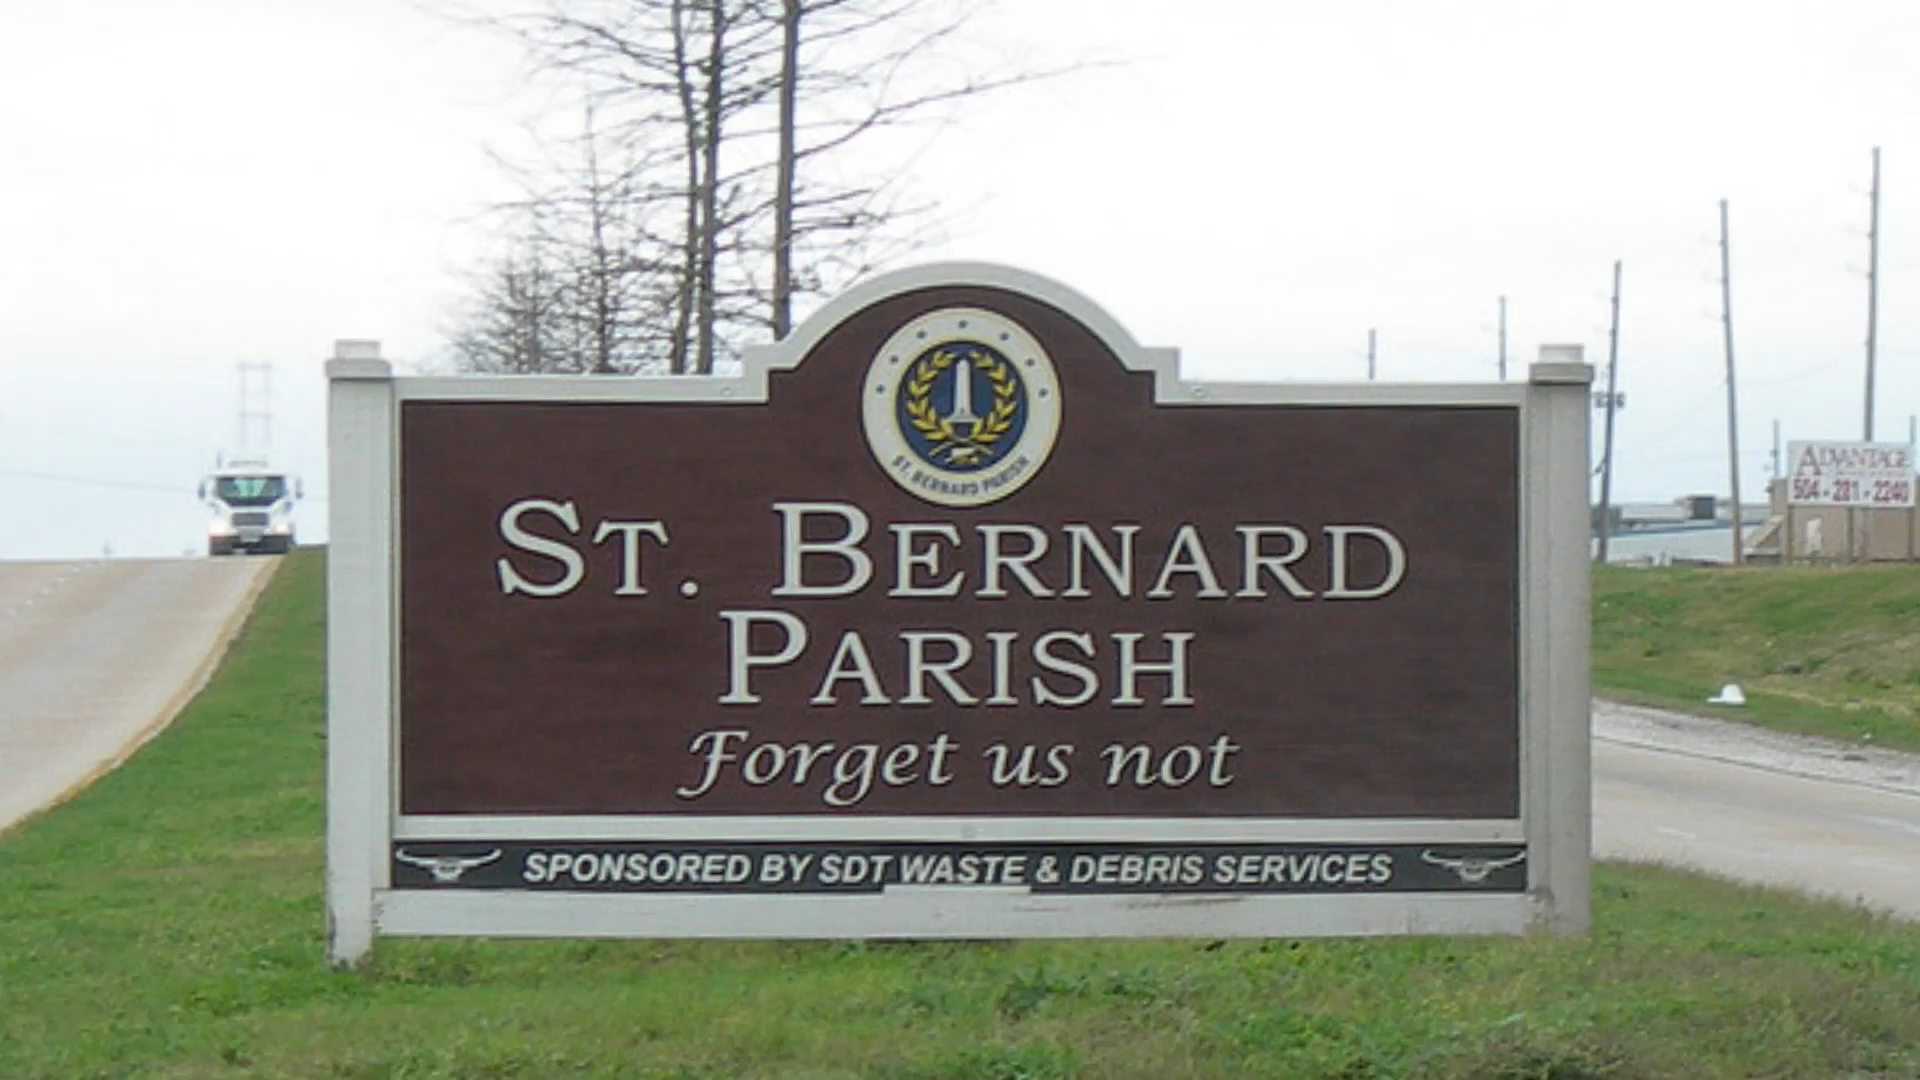 ST. BERNARD PARISH
ST. BERNARD
PARISH
Forget us not
SPONSORED BY SDT WASTE & DEBRIS SERVICES
ADVANTAGE
504-281-2240